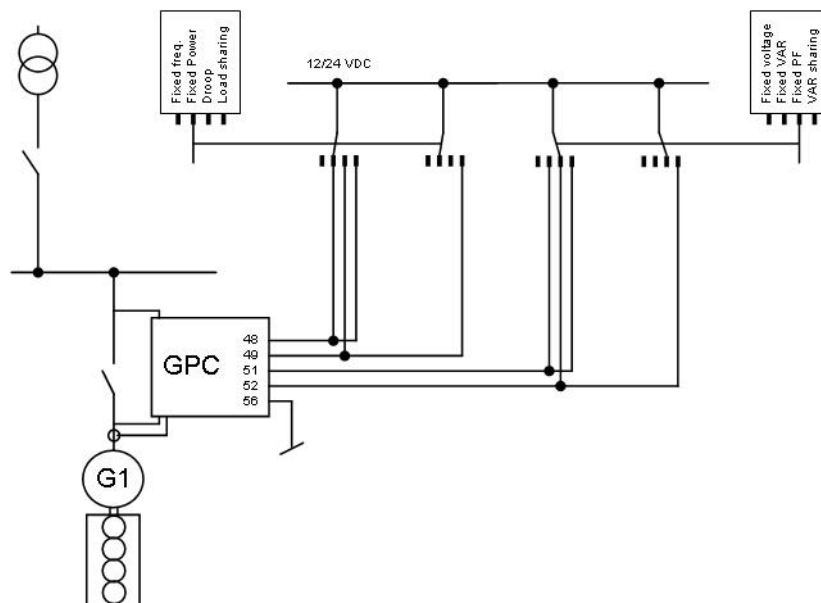 Fixed freq.
Fixed Power
Droop
Load sharing
12/24 VDC
Fixed voltage
Fixed VAR
Fixed PF
VAR sharing
GPC
48
49
51
52
56
G1